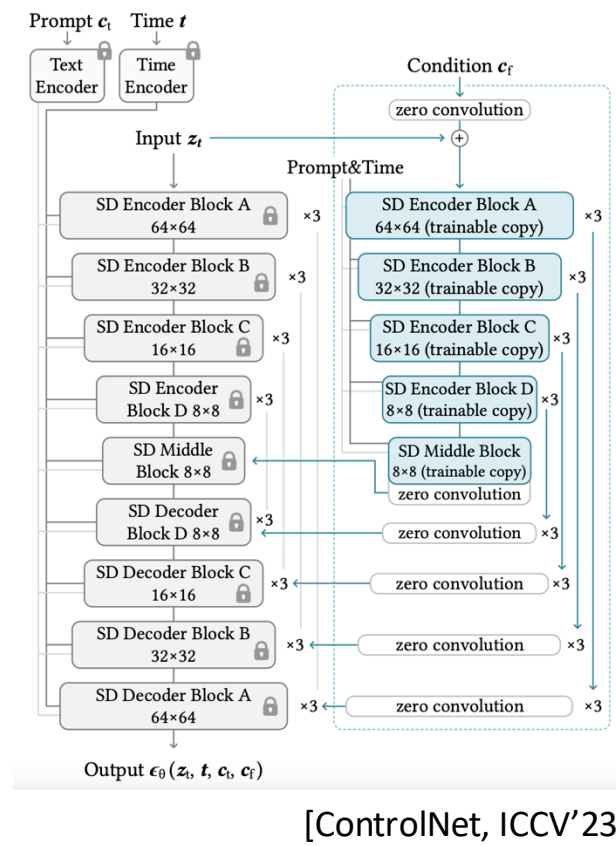 Prompt cₜ Time t
Text Encoder
Time Encoder
Condition c_f
zero convolution
+
Input zₜ
Prompt&Time
SD Encoder Block A
64×64
×3
SD Encoder Block A
64×64 (trainable copy)
×3
SD Encoder Block B
32×32
×3
SD Encoder Block B
32×32 (trainable copy)
×3
SD Encoder Block C
16×16
×3
SD Encoder Block C
16×16 (trainable copy)
×3
SD Encoder
Block D 8×8
×3
SD Encoder Block D
8×8 (trainable copy)
×3
SD Middle
Block 8×8
SD Middle Block
8×8 (trainable copy)
zero convolution
SD Decoder
Block D 8×8
×3
zero convolution
×3
SD Decoder Block C
16×16
×3
zero convolution
×3
SD Decoder Block B
32×32
×3
zero convolution
×3
SD Decoder Block A
64×64
×3
zero convolution
×3
Output ϵθ(zₜ, t, cₜ, c_f)
[ControlNet, ICCV’23